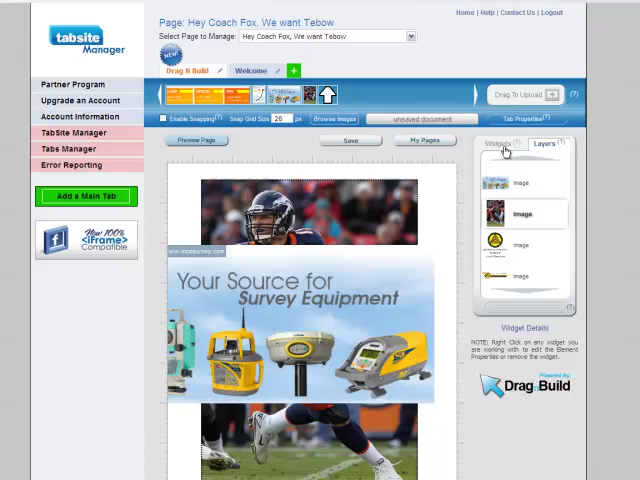 Home | Help | Contact Us | Logout
tabsite
Manager
Page: Hey Coach Fox, We want Tebow
Select Page to Manage: Hey Coach Fox, We want Tebow
NEW!
Drag N Build
Welcome
Partner Program
Upgrade an Account
Account Information
TabSite Manager
Tabs Manager
Error Reporting
Add a Main Tab
Now 100%
<iFrame>
Compatible
Drag To Upload
(?)
Enable Snapping(?)
Snap Grid Size 26 px
Browse Images
unsaved document
Tab Properties(?)
Preview Page
Save
My Pages
Widgets (?)
Layers (?)
Image
Image
Image
Image
(?)
Your Source for
Survey Equipment
Widget Details
NOTE: Right Click on any widget you
are working with to edit the Element
Properties or remove the widget.
Powered By:
Drag n Build